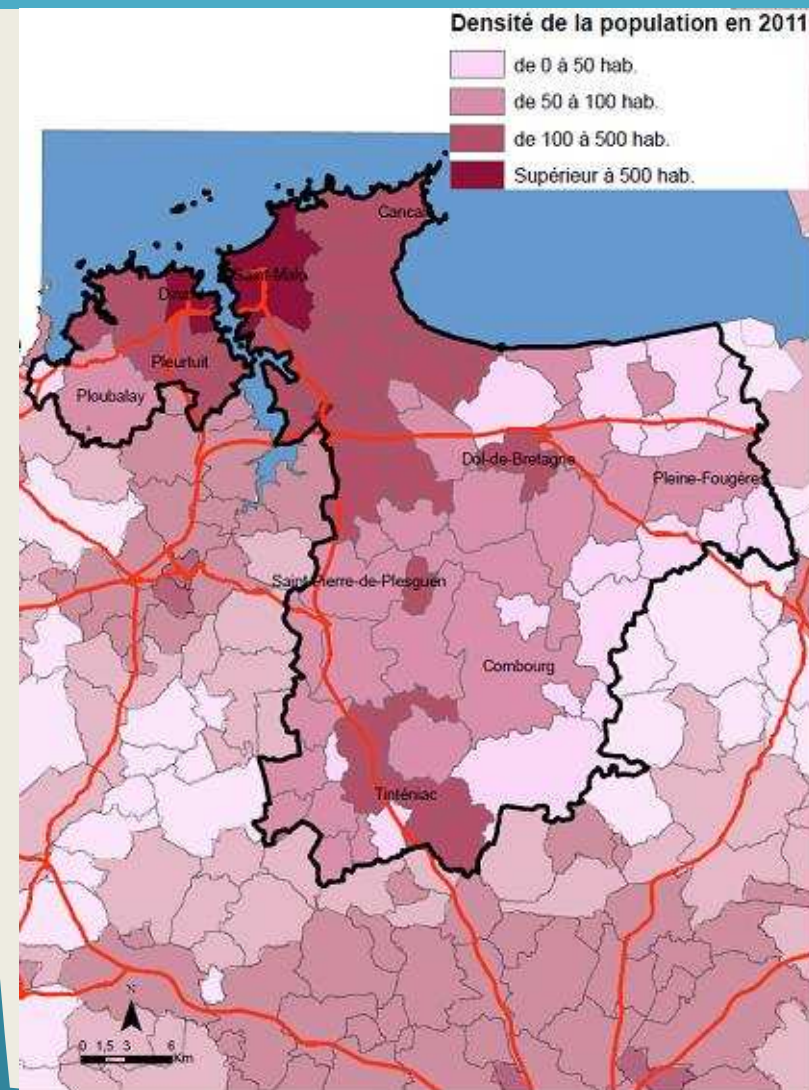 Densité de la population en 2011
de 0 à 50 hab.
de 50 à 100 hab.
de 100 à 500 hab.
Supérieur à 500 hab.
Saint-Malo
Pleurtuit
Ploubalay
Dol-de-Bretagne
Pleine-Fougères
Saint-Pierre-de-Plesguen
Combourg
Tinténiac
N
0 1,5 3 6
Km